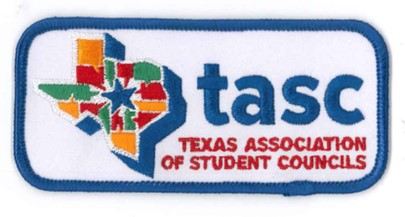 tasc
TEXAS ASSOCIATION
OF STUDENT COUNCILS